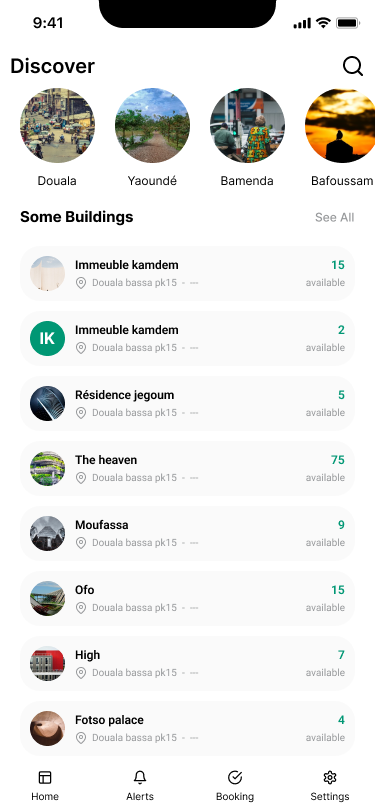 9:41
Discover
Douala
Yaoundé
Bamenda
Bafoussam
Some Buildings
See All
Immeuble kamdem
15
Douala bassa pk15 - ---
available
IK
Immeuble kamdem
2
Douala bassa pk15 - ---
available
Résidence jegoum
5
Douala bassa pk15 - ---
available
The heaven
75
Douala bassa pk15 - ---
available
Moufassa
9
Douala bassa pk15 - ---
available
Ofo
15
Douala bassa pk15 - ---
available
High
7
Douala bassa pk15 - ---
available
Fotso palace
4
Douala bassa pk15 - ---
available
Home
Alerts
Booking
Settings